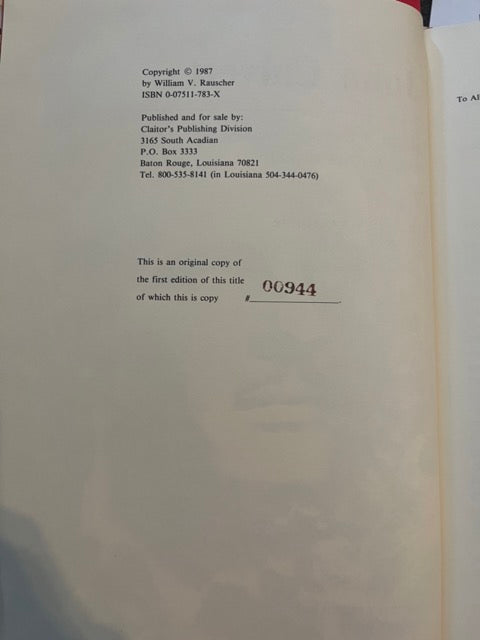 Copyright © 1987
by William V. Rauscher
ISBN 0-07511-783-X
Published and for sale by:
Claitor's Publishing Division
3165 South Acadian
P.O. Box 3333
Baton Rouge, Louisiana 70821
Tel. 800-535-8141 (in Louisiana 504-344-0476)
This is an original copy of
the first edition of this title
of which this is copy # 00944
To